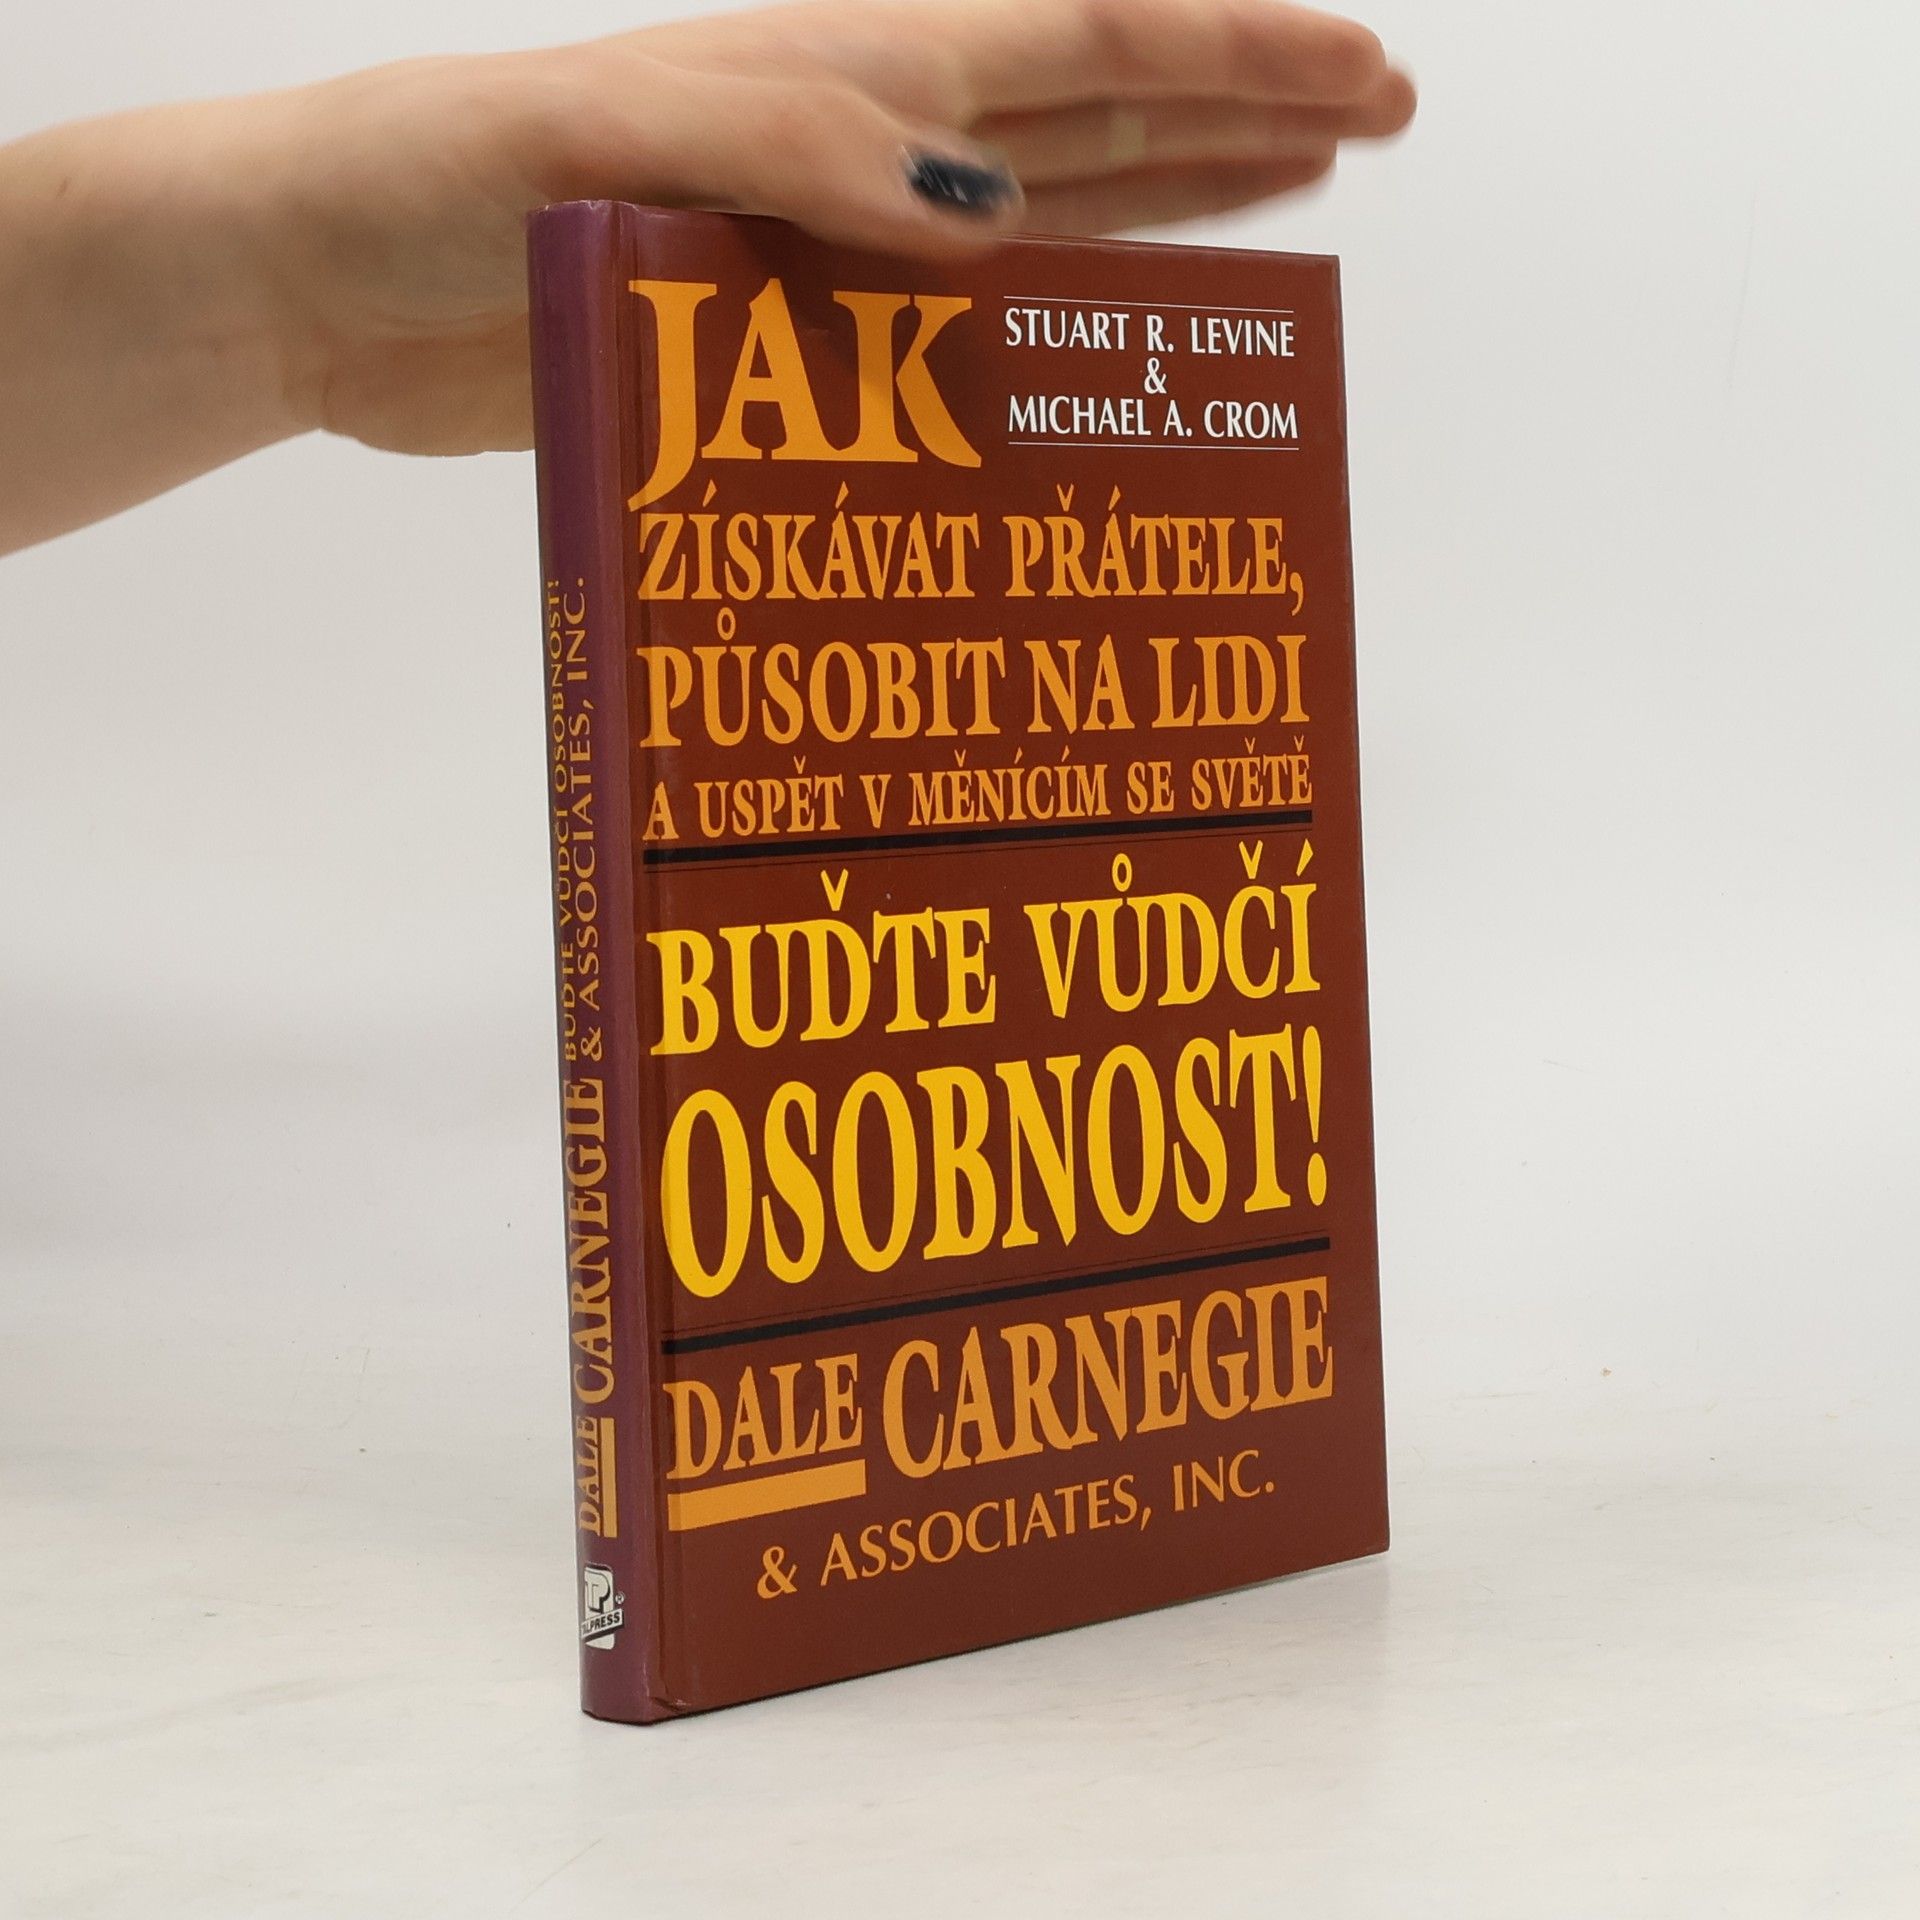 JAK
STUART R. LEVINE
&
MICHAEL A. CROM
ZÍSKÁVAT PŘÁTELE,
PŮSOBIT NA LIDI
A USPĚT V MĚNÍCÍM SE SVĚTĚ
BUĎTE VŮDČÍ
OSOBNOST!
DALE CARNEGIE
& ASSOCIATES, INC.
BUĎTE VŮDČÍ OSOBNOST!
DALE CARNEGIE & ASSOCIATES, INC.
TP
TALPRESS